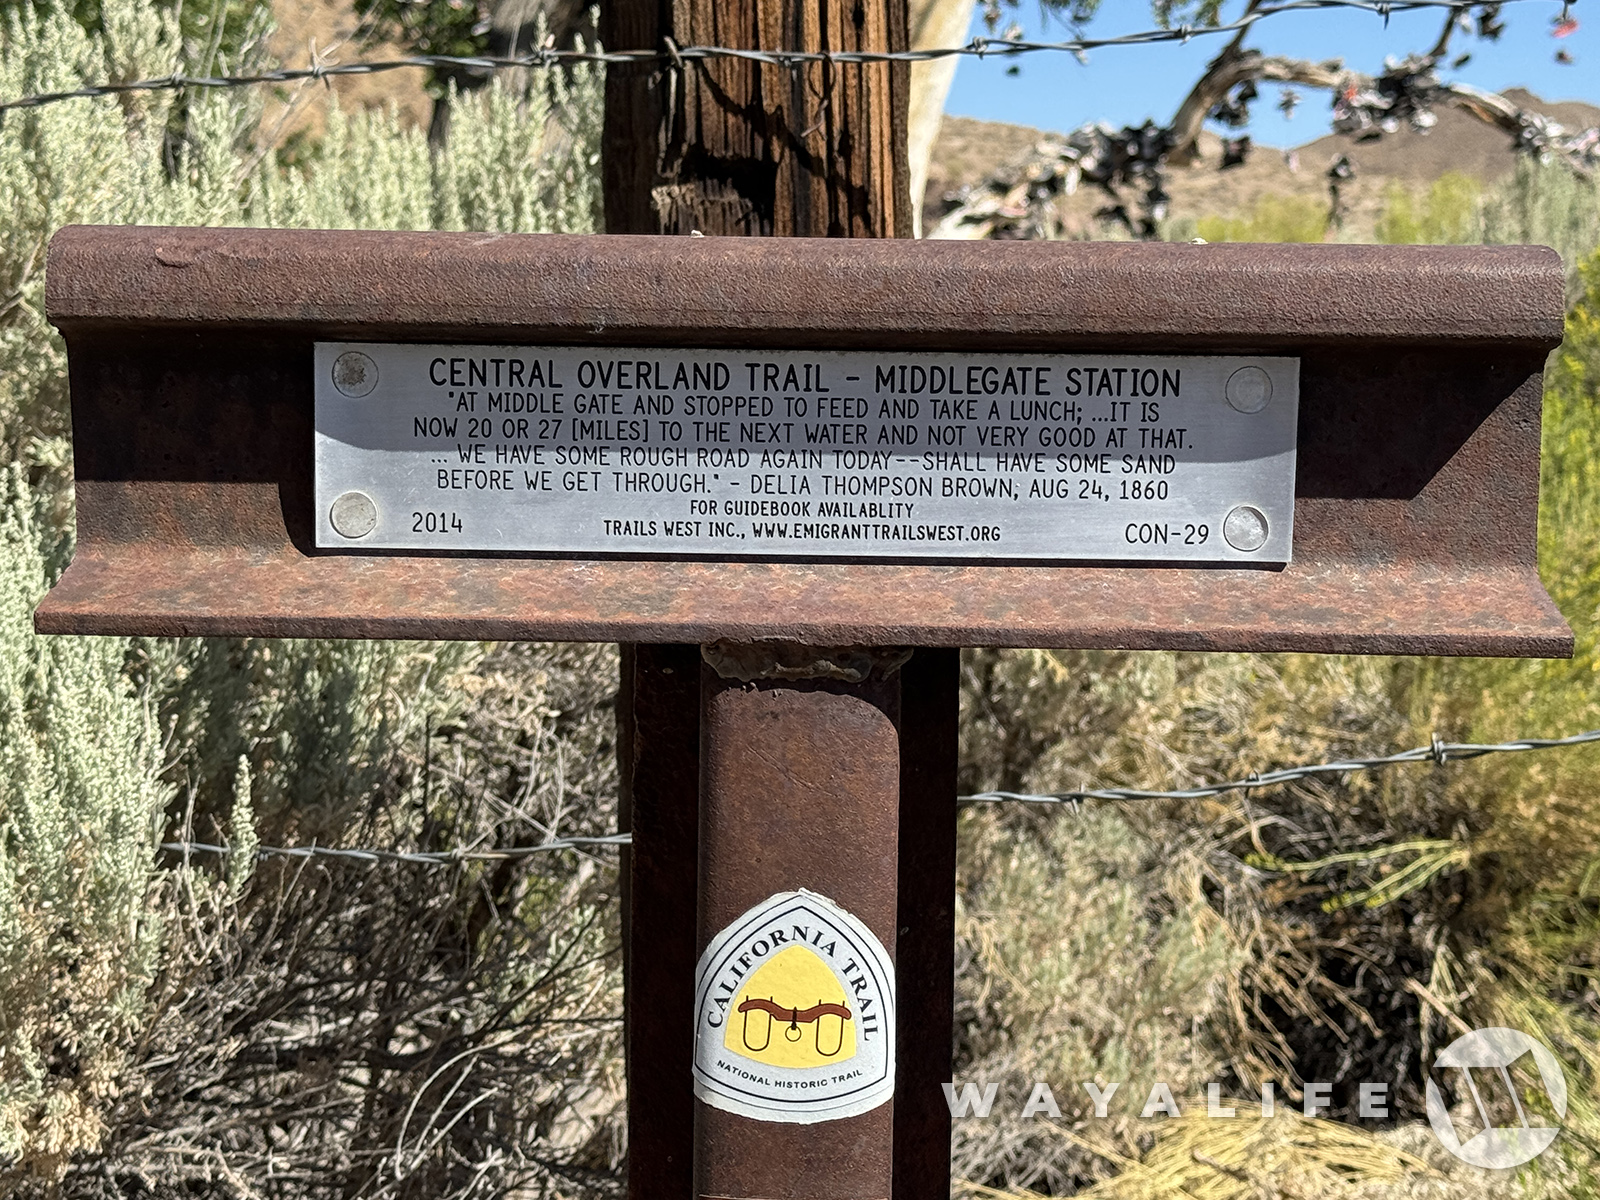 CENTRAL OVERLAND TRAIL - MIDDLEGATE STATION
"AT MIDDLE GATE AND STOPPED TO FEED AND TAKE A LUNCH; ...IT IS
NOW 20 OR 27 [MILES] TO THE NEXT WATER AND NOT VERY GOOD AT THAT.
... WE HAVE SOME ROUGH ROAD AGAIN TODAY--SHALL HAVE SOME SAND
BEFORE WE GET THROUGH." - DELIA THOMPSON BROWN, AUG 24, 1860
FOR GUIDEBOOK AVAILABLITY
2014 TRAILS WEST INC., WWW.EMIGRANTTRAILSWEST.ORG CON-29
CALIFORNIA TRAIL
NATIONAL HISTORIC TRAIL
WAYALIFE